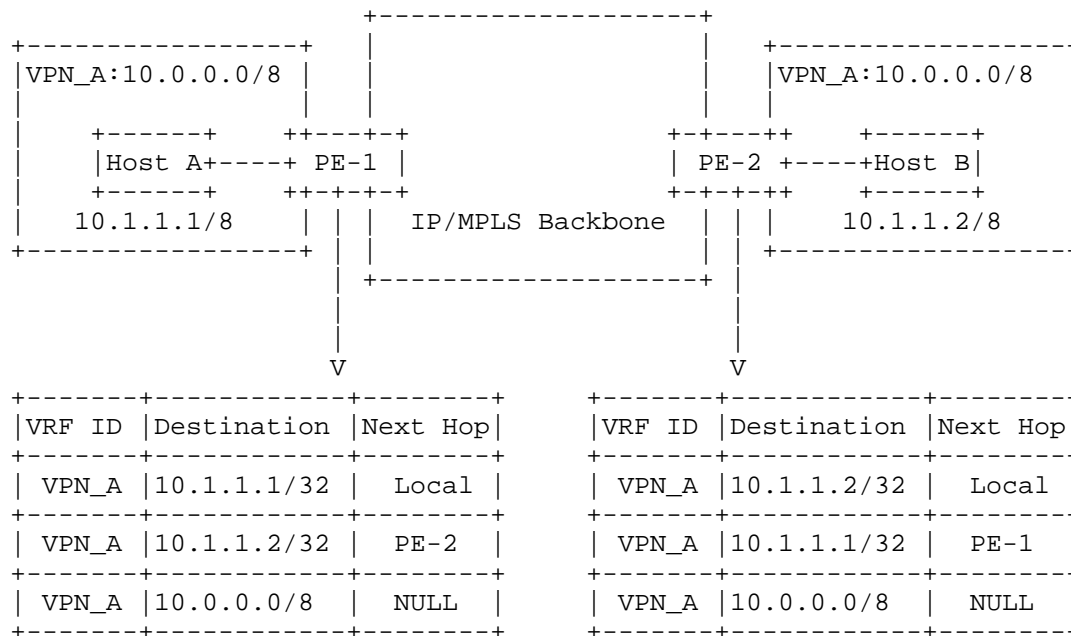 VPN_A:10.0.0.0/8 VPN_A:10.0.0.0/8
Host A PE-1 PE-2 Host B
10.1.1.1/8 IP/MPLS Backbone 10.1.1.2/8
V V
VRF ID Destination Next Hop VRF ID Destination Next Hop
VPN_A 10.1.1.1/32 Local VPN_A 10.1.1.2/32 Local
VPN_A 10.1.1.2/32 PE-2 VPN_A 10.1.1.1/32 PE-1
VPN_A 10.0.0.0/8 NULL VPN_A 10.0.0.0/8 NULL